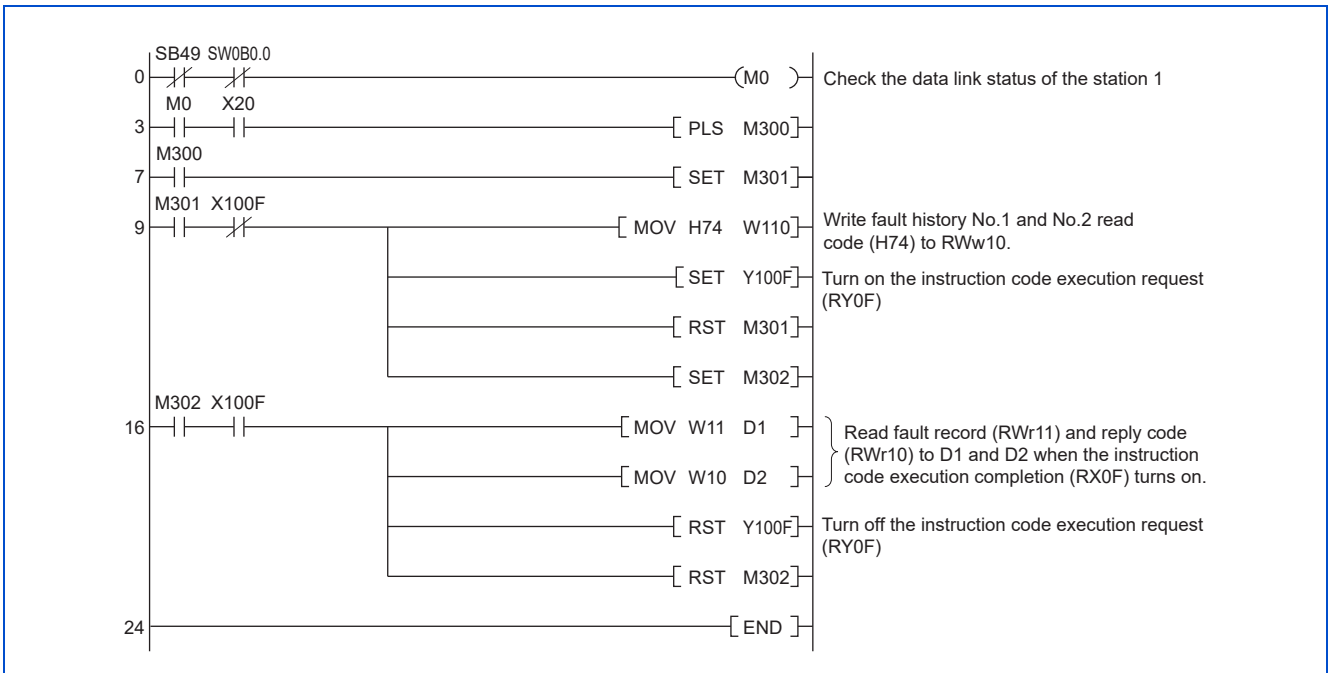 SB49 SW0B0.0
0 (M0 ) Check the data link status of the station 1
M0 X20
3 [ PLS M300]
M300
7 [ SET M301]
M301 X100F
9 [ MOV H74 W110] Write fault history No.1 and No.2 read
code (H74) to RWw10.
[ SET Y100F] Turn on the instruction code execution request
(RY0F)
[ RST M301]
[ SET M302]
M302 X100F
16 [ MOV W11 D1 ] Read fault record (RWr11) and reply code
[ MOV W10 D2 ] (RWr10) to D1 and D2 when the instruction
code execution completion (RX0F) turns on.
[ RST Y100F] Turn off the instruction code execution request
(RY0F)
[ RST M302]
24 [ END ]